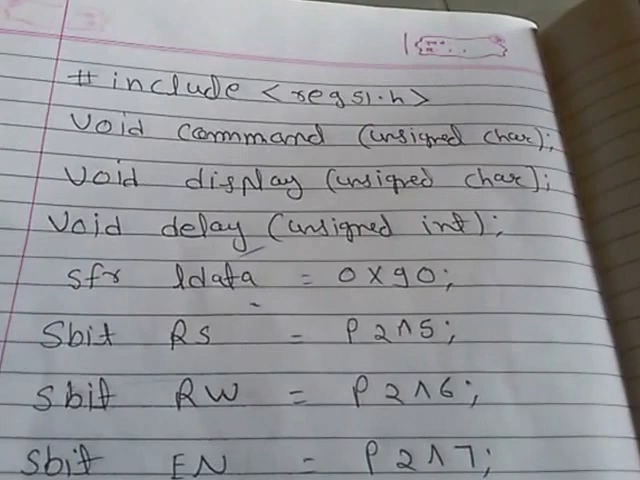 #include <reg51.h>
Void command (unsigned char);
Void display (unsigned char);
Void delay (unsigned int);
sfr ldata = 0x90;
Sbit RS = P2^5;
Sbit RW = P2^6;
Sbit EN = P2^7;